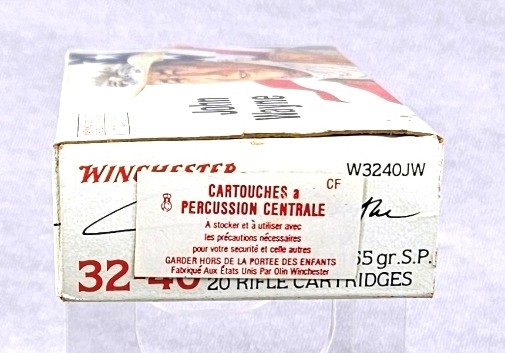 John
Wayne
WINCHESTER
W3240JW
CARTOUCHES a
CF
PERCUSSION CENTRALE
A stocker et à utiliser avec
les précautions nécessaires
pour votre securité et celle autres
GARDER HORS DE LA PORTEE DES ENFANTS
Fabriqué Aux États Unis Par Olin Winchester
65 gr. S.P.
32-40
20 RIFLE CARTRIDGES